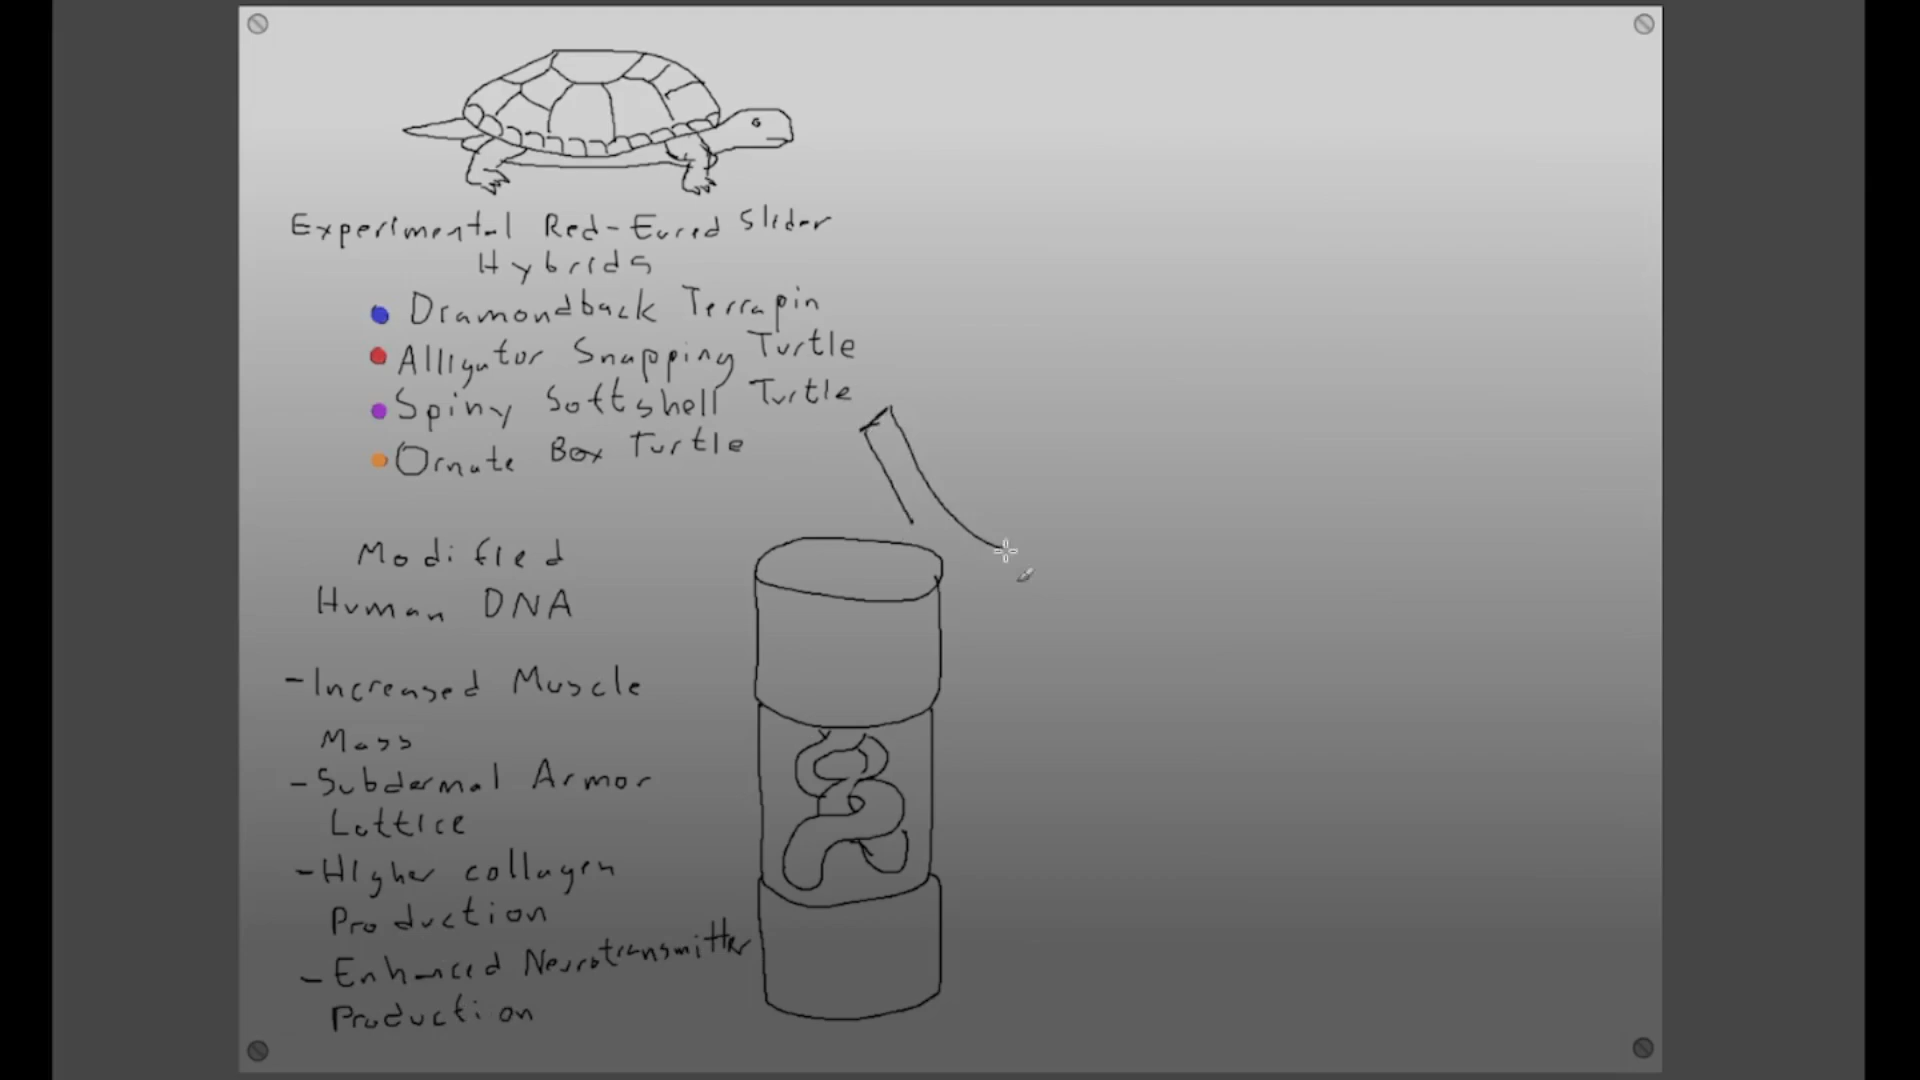 Experimental Red-Eared Slider
Hybrids
Diamondback Terrapin
Alligator Snapping Turtle
Spiny Softshell Turtle
Ornate Box Turtle
Modified
Human DNA
-Increased Muscle
Mass
-Subdermal Armor
Lattice
-Higher collagen
Production
-Enhanced Neurotransmitter
Production